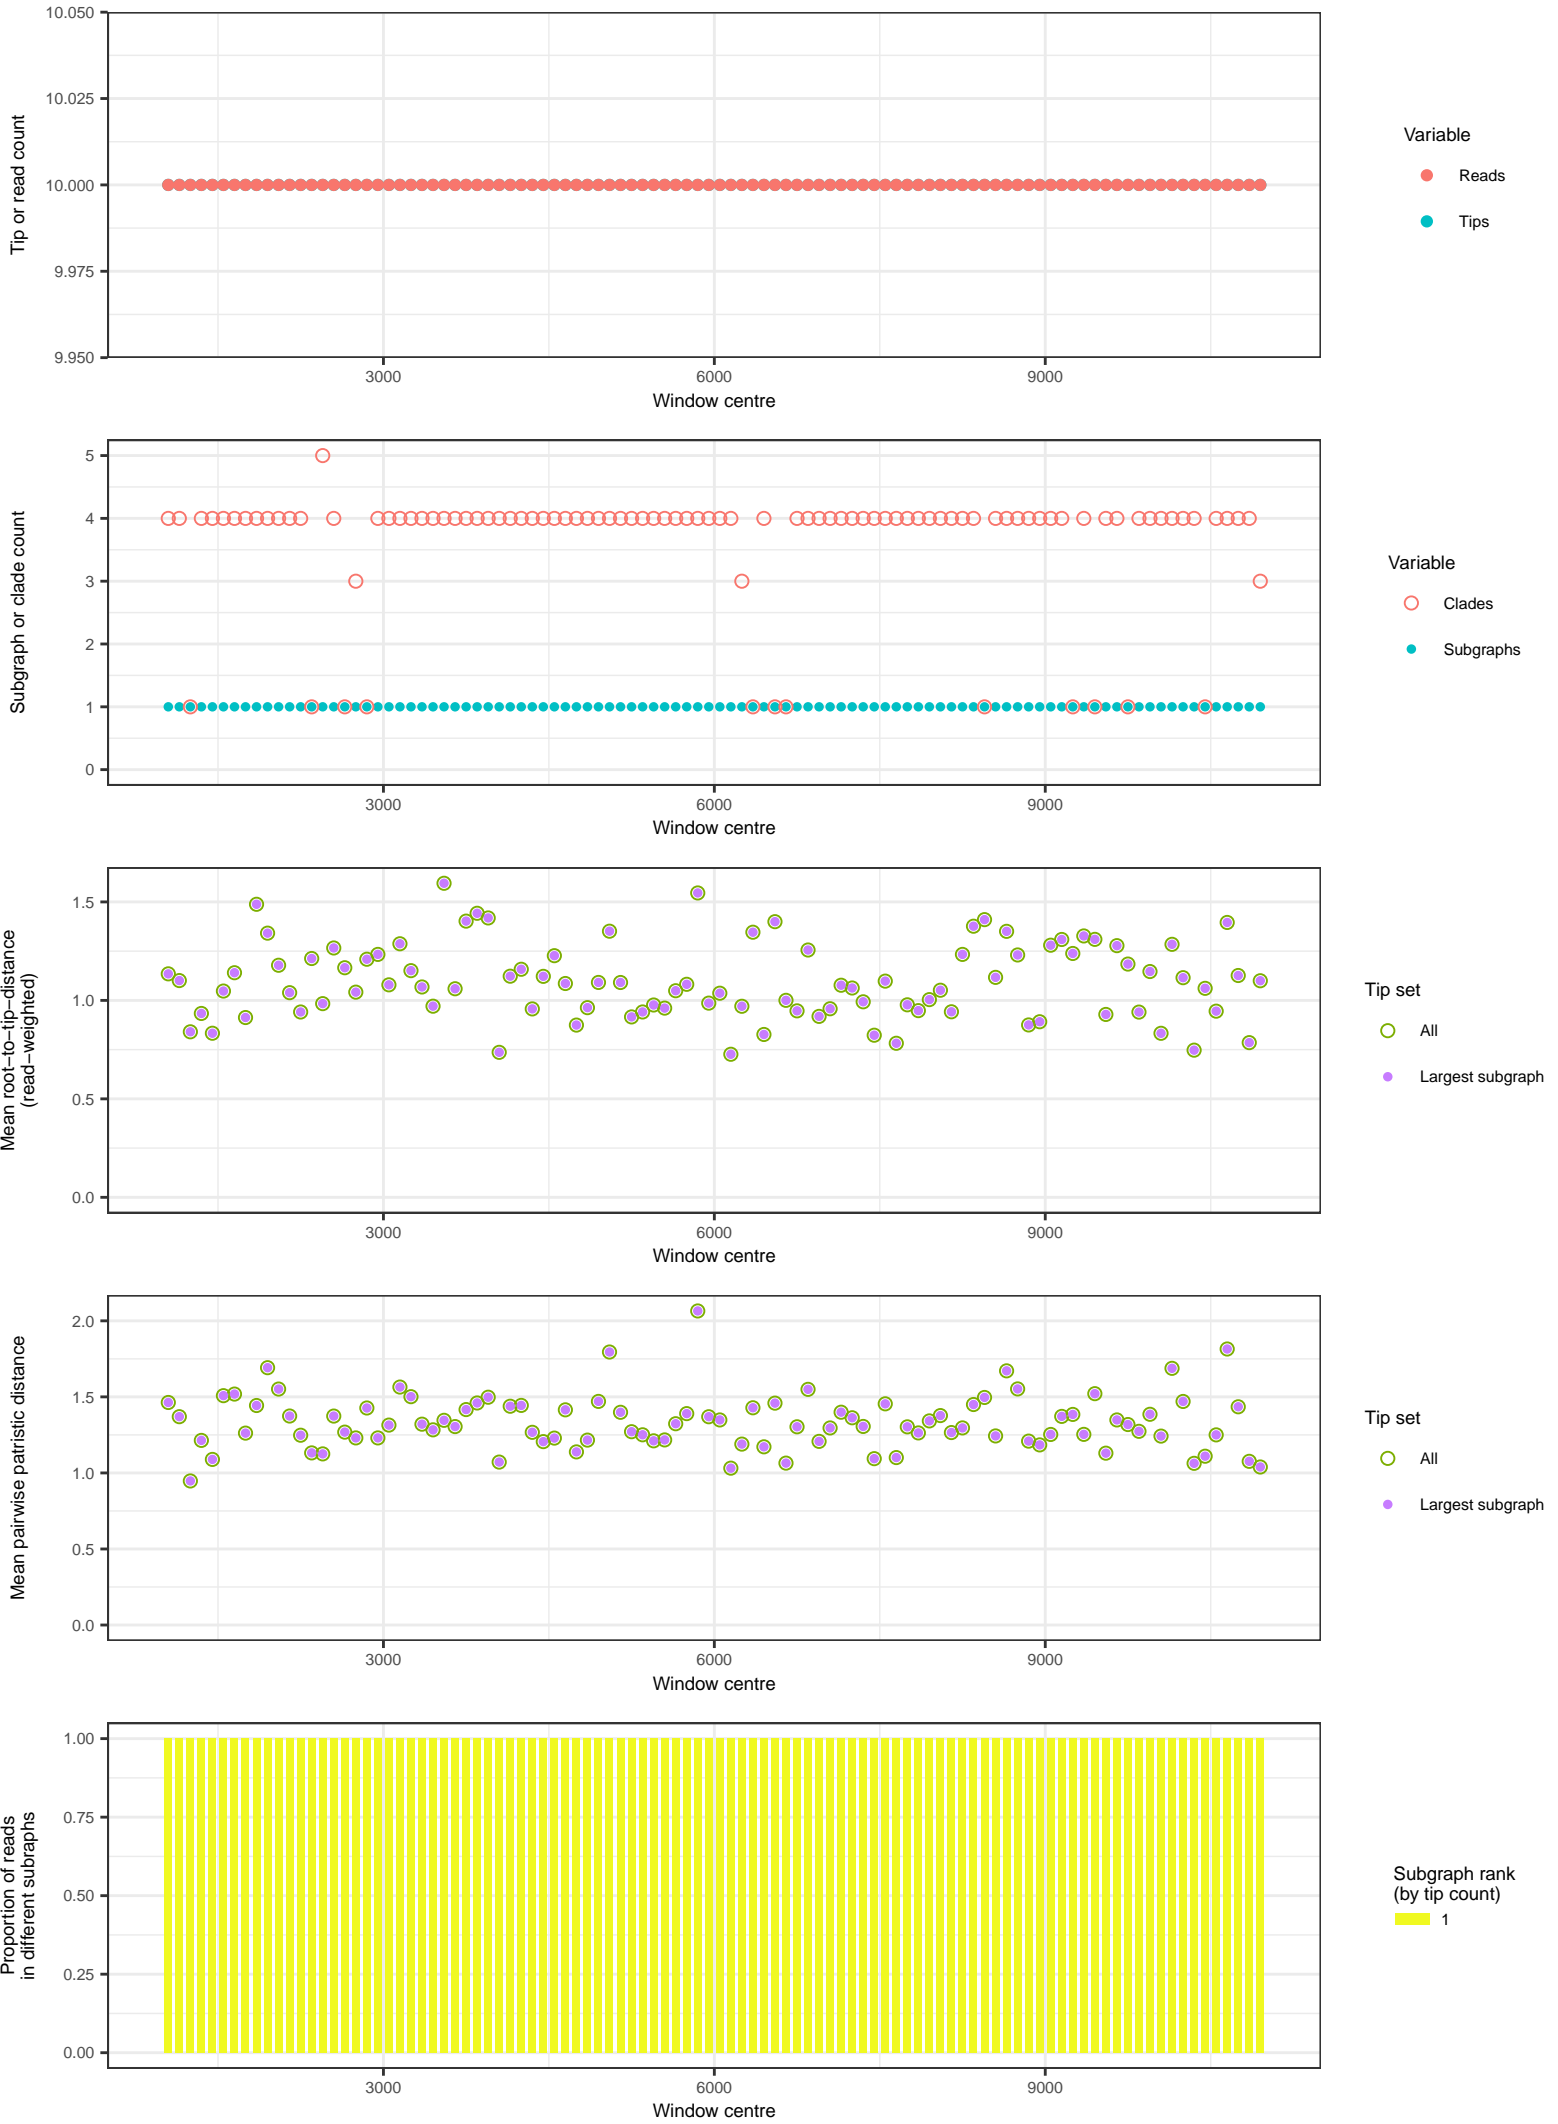 10.050
10.025
10.000
9.975
9.950
Tip or read count
3000 6000 9000
Window centre
Variable
Reads
Tips
5
4
3
2
1
0
Subgraph or clade count
3000 6000 9000
Window centre
Variable
Clades
Subgraphs
1.5
1.0
0.5
0.0
Mean root−to−tip−distance
(read−weighted)
3000 6000 9000
Window centre
Tip set
All
Largest subgraph
2.0
1.5
1.0
0.5
0.0
Mean pairwise patristic distance
3000 6000 9000
Window centre
Tip set
All
Largest subgraph
1.00
0.75
0.50
0.25
0.00
Proportion of reads
in different subraphs
3000 6000 9000
Window centre
Subgraph rank
(by tip count)
1